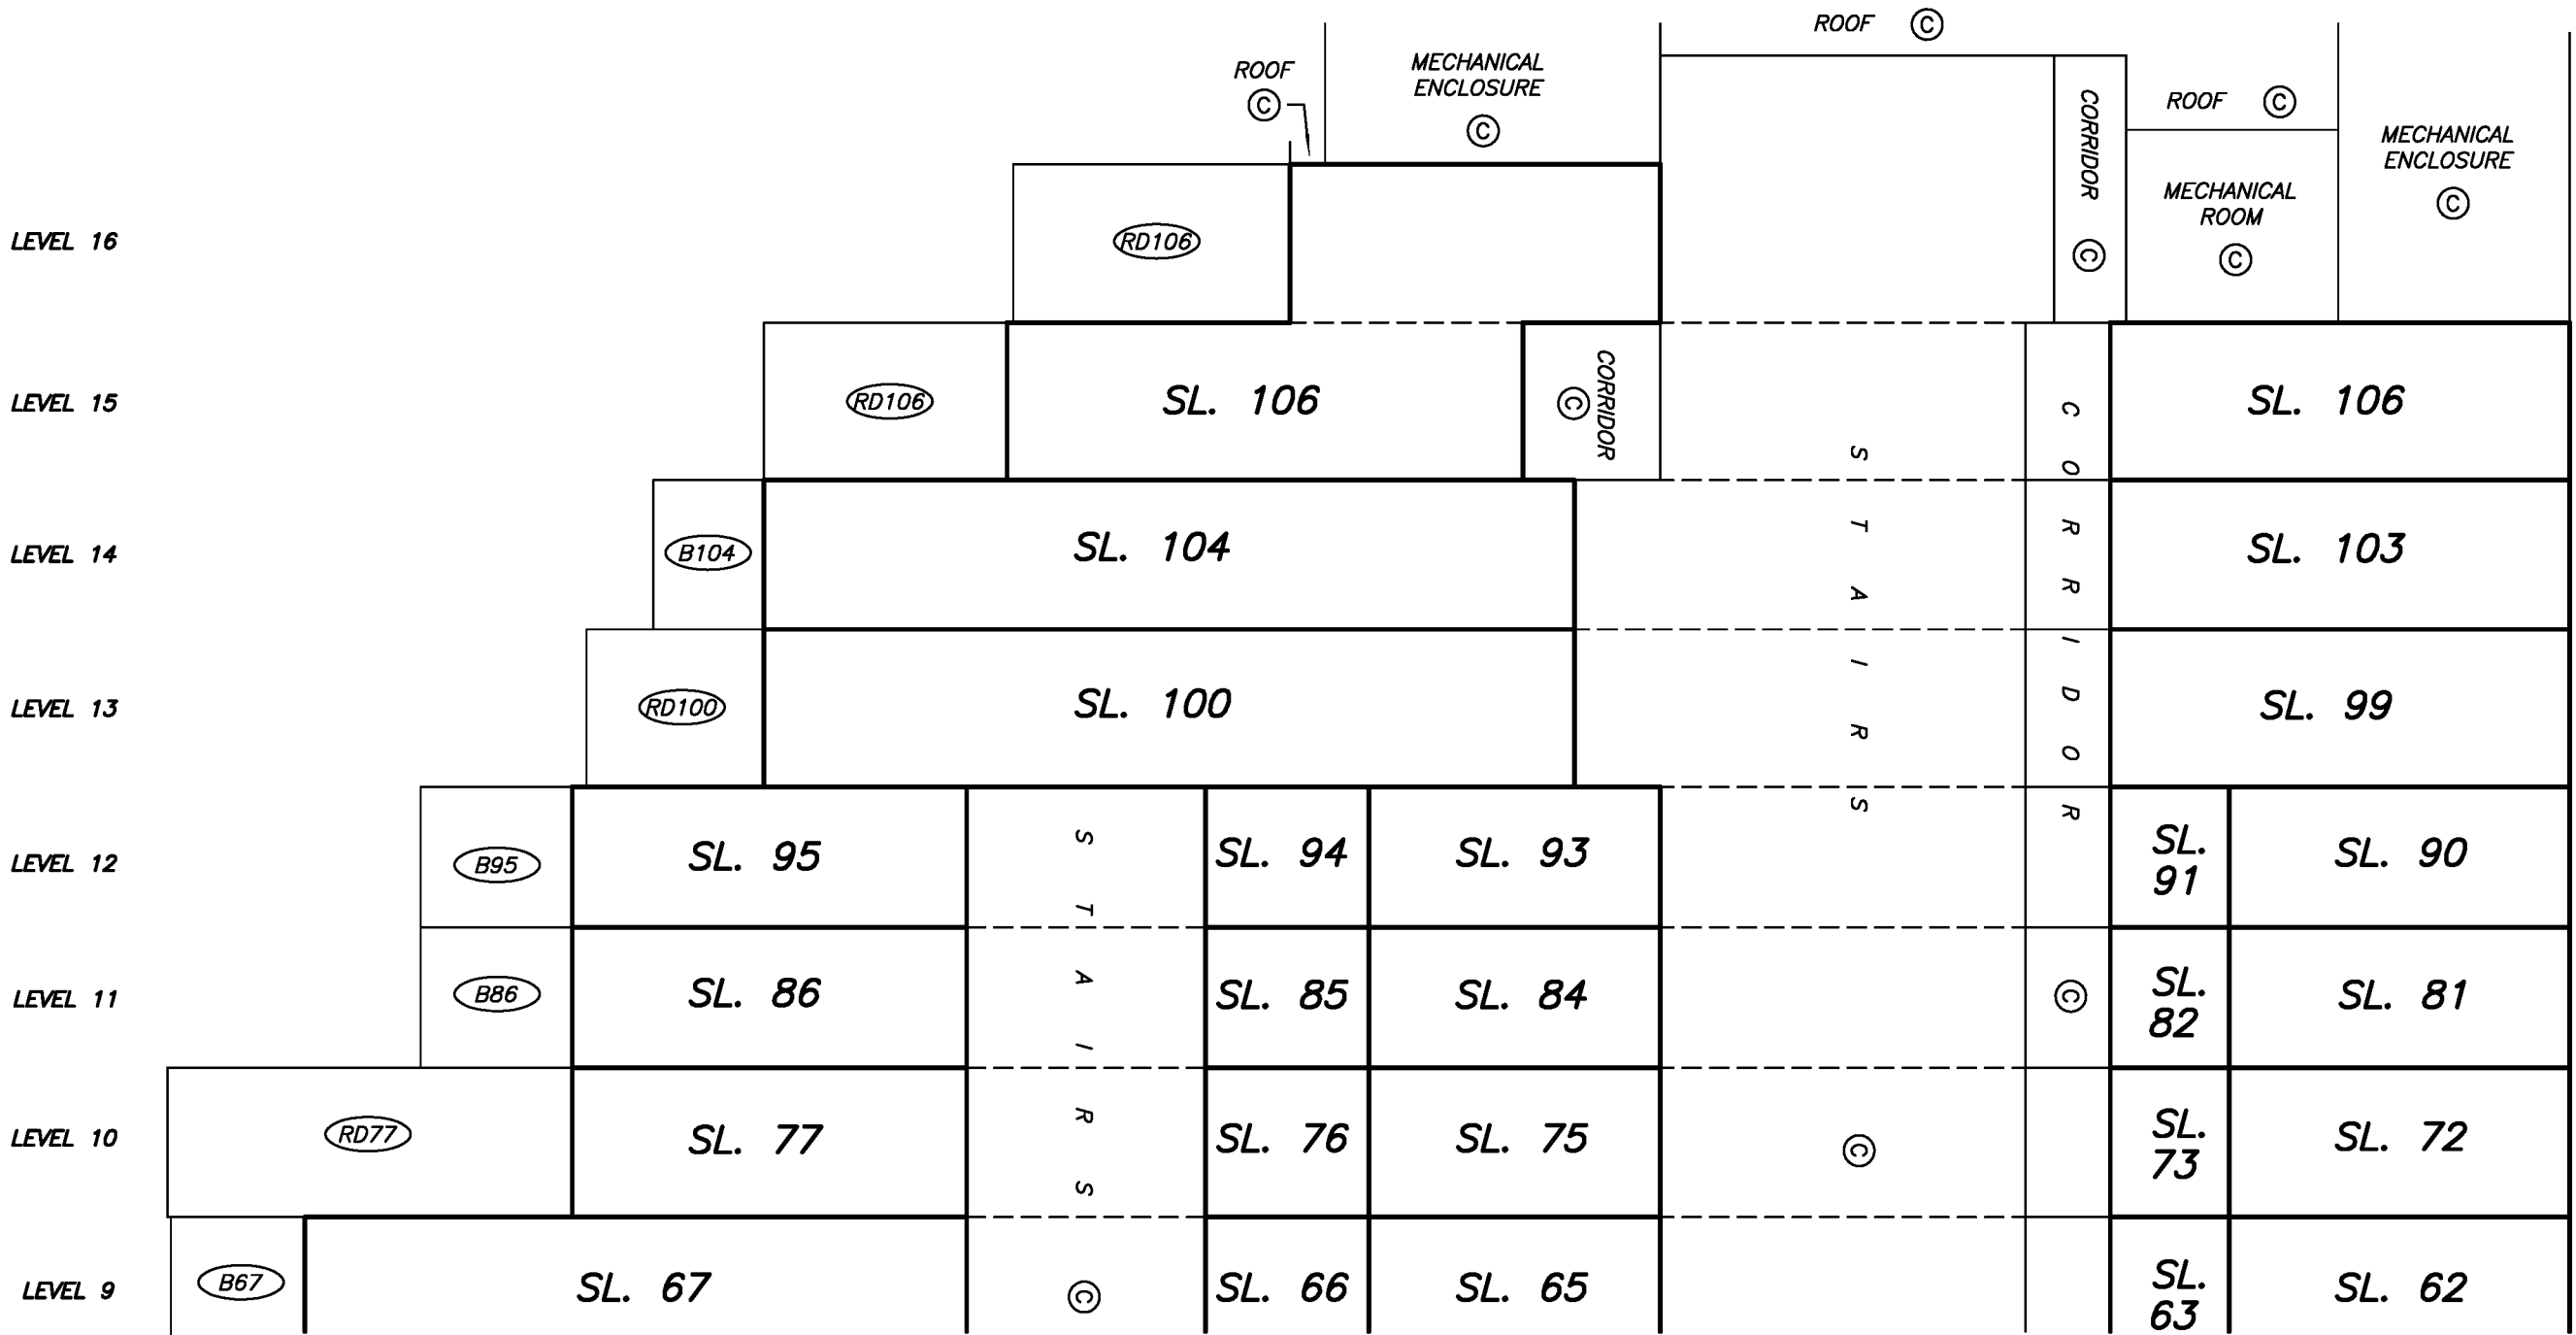 ROOF Ⓒ
ROOF
Ⓒ
MECHANICAL
ENCLOSURE
Ⓒ
CORRIDOR Ⓒ
ROOF Ⓒ
MECHANICAL
ROOM
Ⓒ
MECHANICAL
ENCLOSURE
Ⓒ
LEVEL 16
RD106
LEVEL 15
RD106
SL. 106
Ⓒ CORRIDOR
SL. 106
LEVEL 14
B104
SL. 104
STAIRS
CORRIDOR
SL. 103
LEVEL 13
RD100
SL. 100
SL. 99
LEVEL 12
B95
SL. 95
STAIRS
SL. 94
SL. 93
SL.
91
SL. 90
LEVEL 11
B86
SL. 86
SL. 85
SL. 84
Ⓒ
SL.
82
SL. 81
LEVEL 10
RD77
SL. 77
SL. 76
SL. 75
Ⓒ
SL.
73
SL. 72
LEVEL 9
B67
SL. 67
Ⓒ
SL. 66
SL. 65
SL.
63
SL. 62